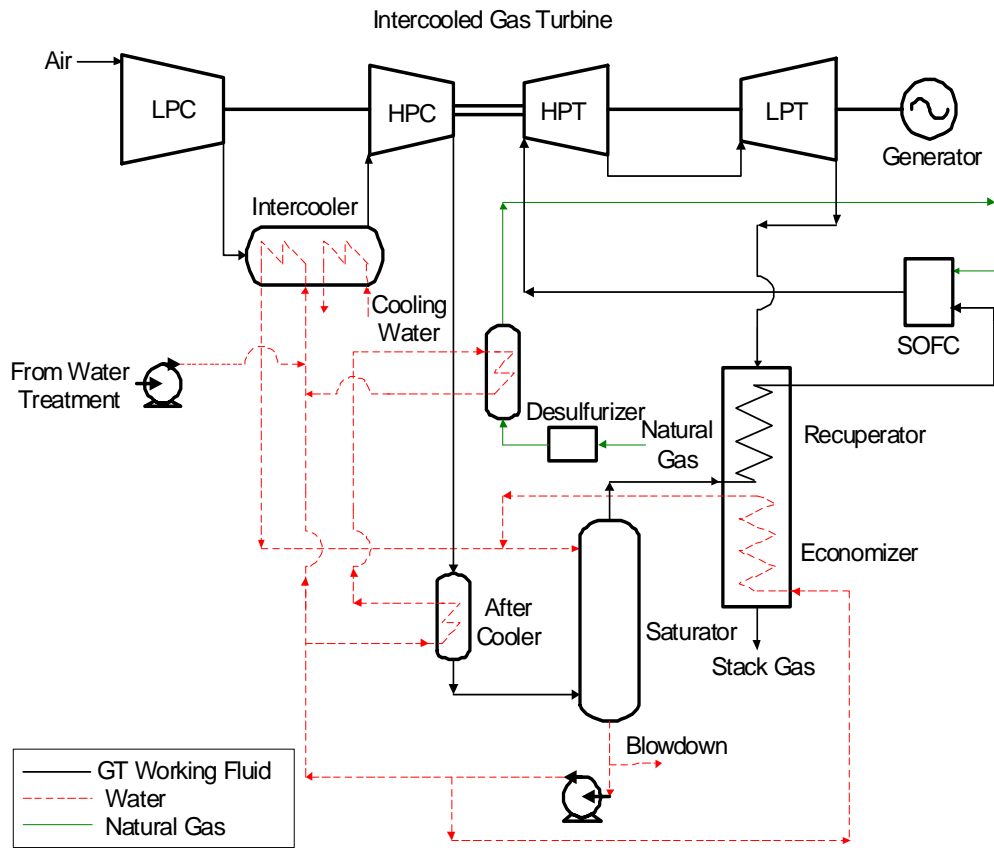 Intercooled Gas Turbine
Air
LPC
HPC
HPT
LPT
Generator
Intercooler
Cooling
Water
SOFC
From Water
Treatment
Desulfurizer
Natural
Gas
Recuperator
Economizer
After
Cooler
Saturator
Stack Gas
Blowdown
GT Working Fluid
Water
Natural Gas